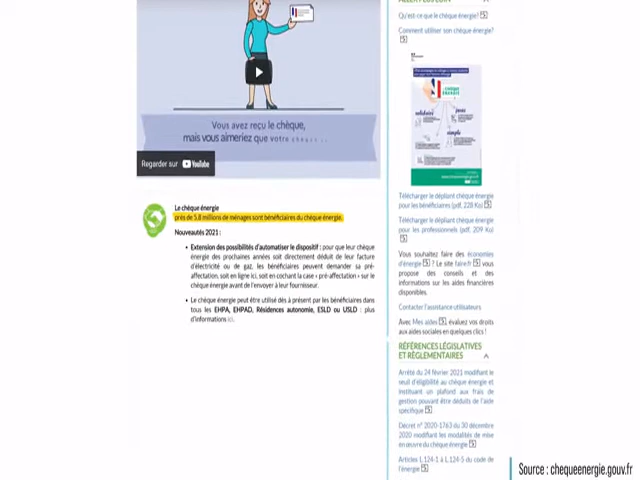 Vous avez reçu le chèque,
mais vous aimeriez que votre chèque ..
Regarder sur YouTube
Le chèque énergie
près de 5,8 millions de ménages sont bénéficiaires du chèque énergie.
Nouveautés 2021 :
• Extension des possibilités d'automatiser le dispositif : pour que leur chèque
énergie des prochaines années soit directement déduit de leur facture
d'électricité ou de gaz, les bénéficiaires peuvent demander sa pré-
affectation, soit en ligne ici, soit en cochant la case « pré-affectation » sur le
chèque énergie avant de l'envoyer à leur fournisseur.
• Le chèque énergie peut être utilisé dès à présent par les bénéficiaires dans
tous les EHPA, EHPAD, Résidences autonomie, ESLD ou USLD : plus
d'informations ici.
Qu'est-ce que le chèque énergie?
Comment utiliser son chèque énergie?
CHÈQUE
ÉNERGIE
Télécharger le dépliant chèque énergie
pour les bénéficiaires (pdf, 228 Ko)
Télécharger le dépliant chèque énergie
pour les professionnels (pdf, 209 Ko)
Vous souhaitez faire des économies
d'énergie ? Le site faire.fr vous
propose des conseils et des
informations sur les aides financières
disponibles.
Contacter l'assistance utilisateurs
Avec Mes aides, évaluez vos droits
aux aides sociales en quelques clics !
RÉFÉRENCES LÉGISLATIVES
ET RÉGLEMENTAIRES
Arrêté du 24 février 2021 modifiant le
seuil d'éligibilité au chèque énergie et
instituant un plafond aux frais de
gestion pouvant être déduits de l'aide
spécifique
Décret n° 2020-1763 du 30 décembre
2020 modifiant les modalités de mise
en œuvre du chèque énergie
Articles L.124-1 à L.124-5 du code de
l'énergie
Source : chequeenergie.gouv.fr